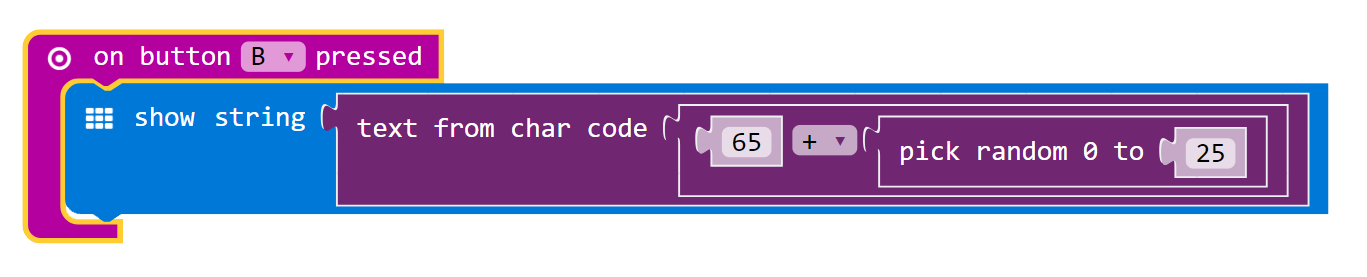 on button B pressed
show string text from char code 65 + pick random 0 to 25